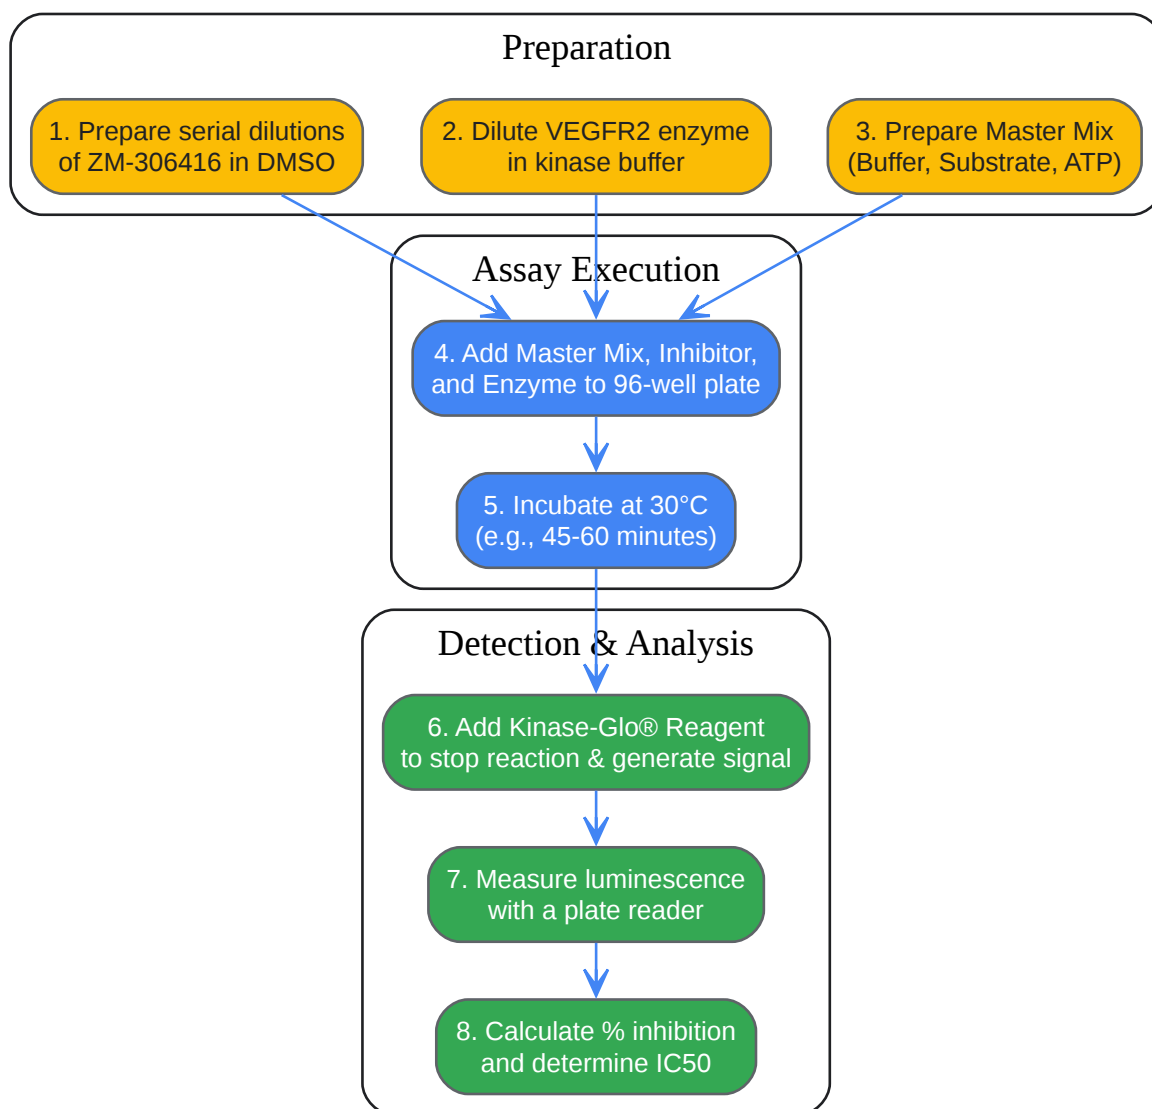 Preparation
1. Prepare serial dilutions
of ZM-306416 in DMSO
2. Dilute VEGFR2 enzyme
in kinase buffer
3. Prepare Master Mix
(Buffer, Substrate, ATP)
Assay Execution
4. Add Master Mix, Inhibitor,
and Enzyme to 96-well plate
5. Incubate at 30°C
(e.g., 45-60 minutes)
Detection & Analysis
6. Add Kinase-Glo® Reagent
to stop reaction & generate signal
7. Measure luminescence
with a plate reader
8. Calculate % inhibition
and determine IC50